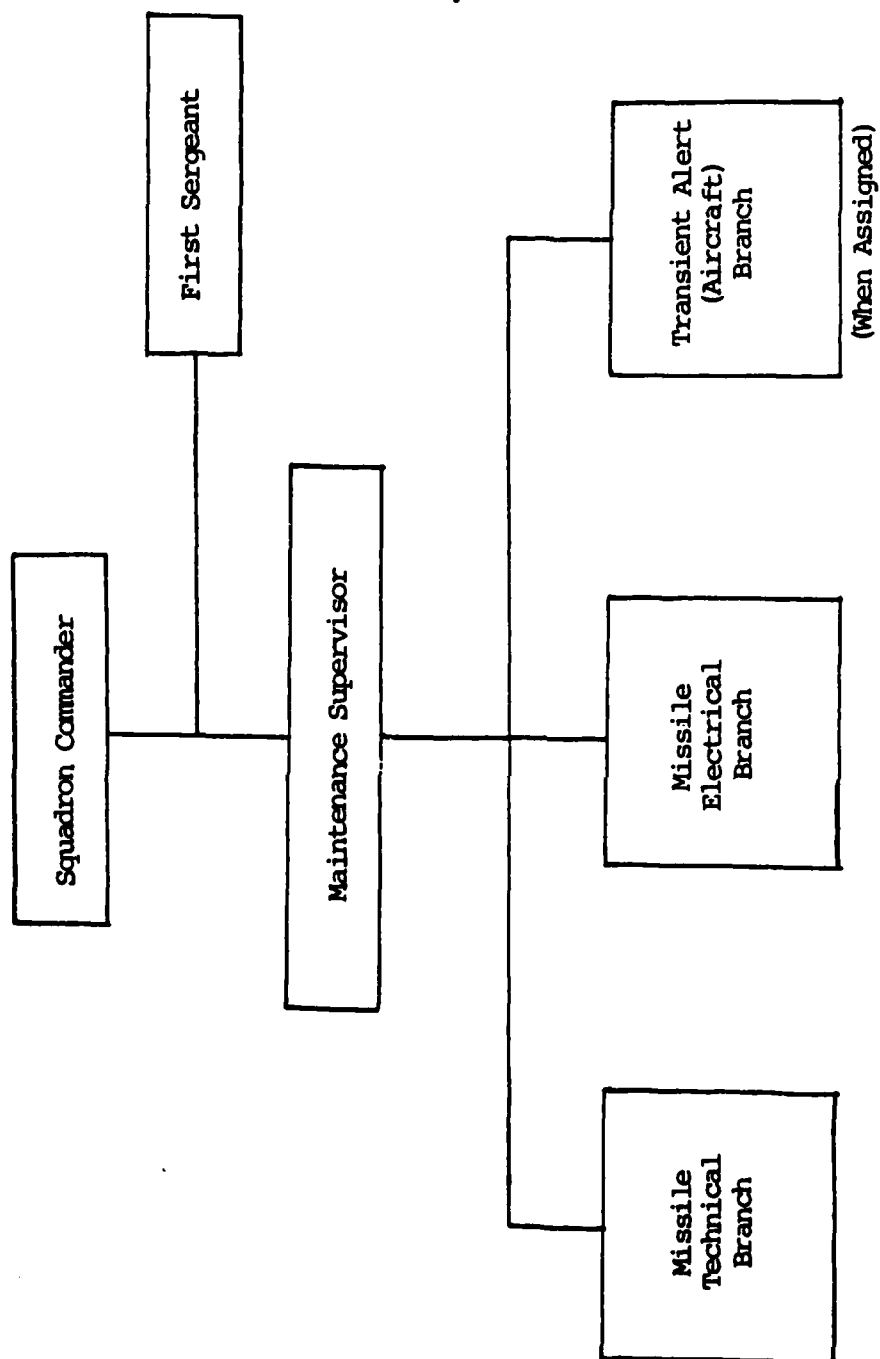 Squadron Commander
First Sergeant
Maintenance Supervisor
Missile
Technical
Branch
Missile
Electrical
Branch
Transient Alert
(Aircraft)
Branch
(When Assigned)